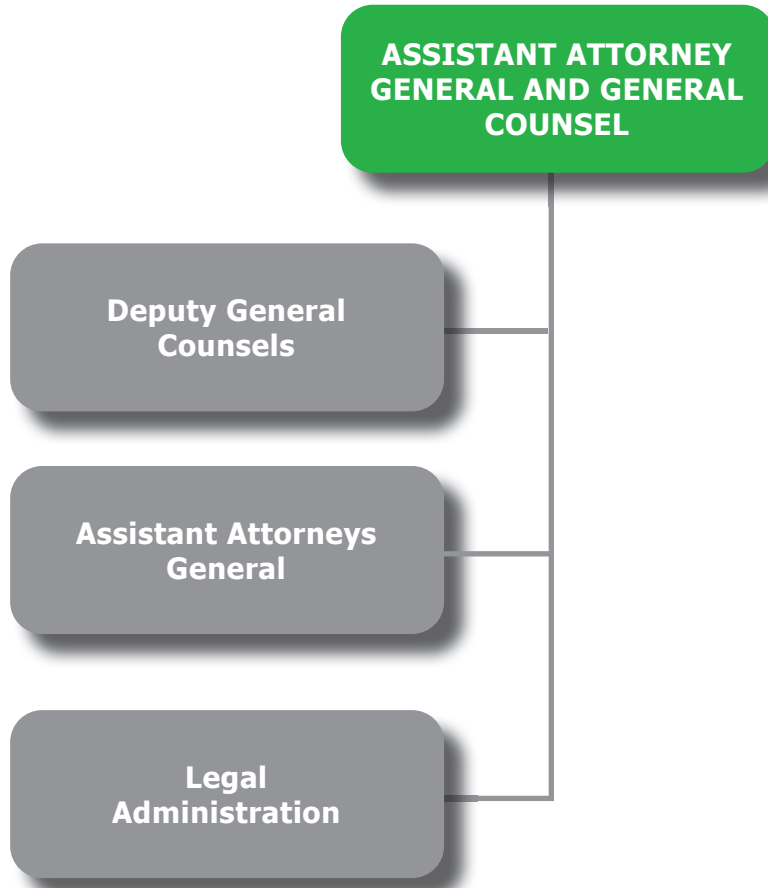 ASSISTANT ATTORNEY
GENERAL AND GENERAL
COUNSEL
Deputy General
Counsels
Assistant Attorneys
General
Legal
Administration